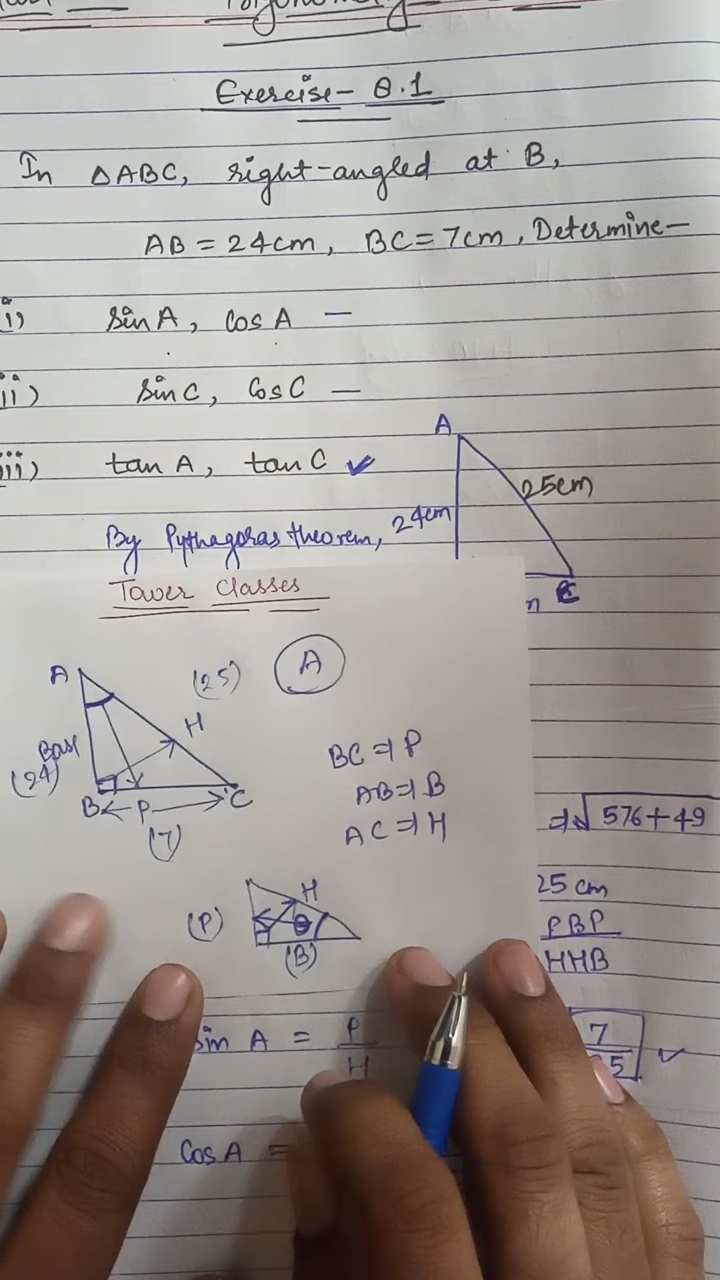 Exercise - 8.1
In △ABC, right-angled at B,
AB = 24cm, BC = 7cm, Determine-
i) sin A, cos A -
ii) sin C, cos C -
iii) tan A, tan C ✓
By Pythagoras theorem,
A
24cm
25cm
C
Tower Classes
A
(25)
A
H
Base
(24)
B ← P → C
(7)
BC ⇒ P
AB ⇒ B
AC ⇒ H
⇒ √576+49
25 cm
PBP
HHB
H
(P)
θ
(B)
sin A = P/H
7
✓
cos A =